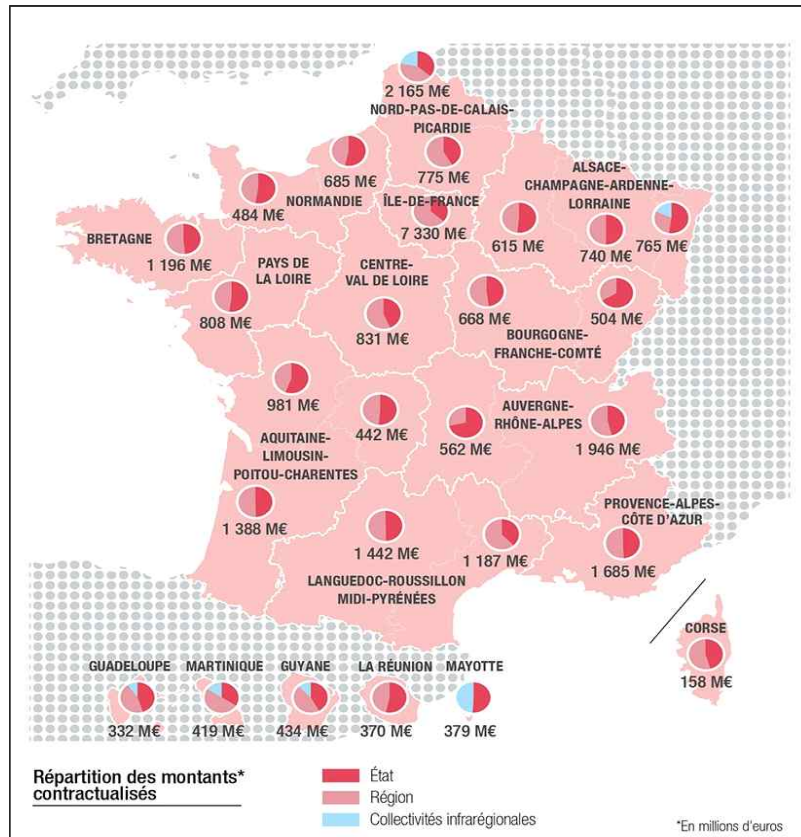 2 165 M€
NORD-PAS-DE-CALAIS-
PICARDIE
775 M€
685 M€
NORMANDIE
484 M€
ÎLE-DE-FRANCE
7 330 M€
ALSACE-
CHAMPAGNE-ARDENNE-
LORRAINE
615 M€
740 M€
765 M€
BRETAGNE
1 196 M€
PAYS DE
LA LOIRE
808 M€
CENTRE-
VAL DE LOIRE
831 M€
668 M€
504 M€
BOURGOGNE-
FRANCHE-COMTÉ
981 M€
442 M€
AQUITAINE-
LIMOUSIN-
POITOU-CHARENTES
1 388 M€
562 M€
AUVERGNE-
RHÔNE-ALPES
1 946 M€
1 442 M€
1 187 M€
LANGUEDOC-ROUSSILLON
MIDI-PYRÉNÉES
PROVENCE-ALPES-
CÔTE D'AZUR
1 685 M€
CORSE
158 M€
GUADELOUPE
332 M€
MARTINIQUE
419 M€
GUYANE
434 M€
LA RÉUNION
370 M€
MAYOTTE
379 M€
Répartition des montants*
contractualisés
État
Région
Collectivités infrarégionales
*En millions d'euros